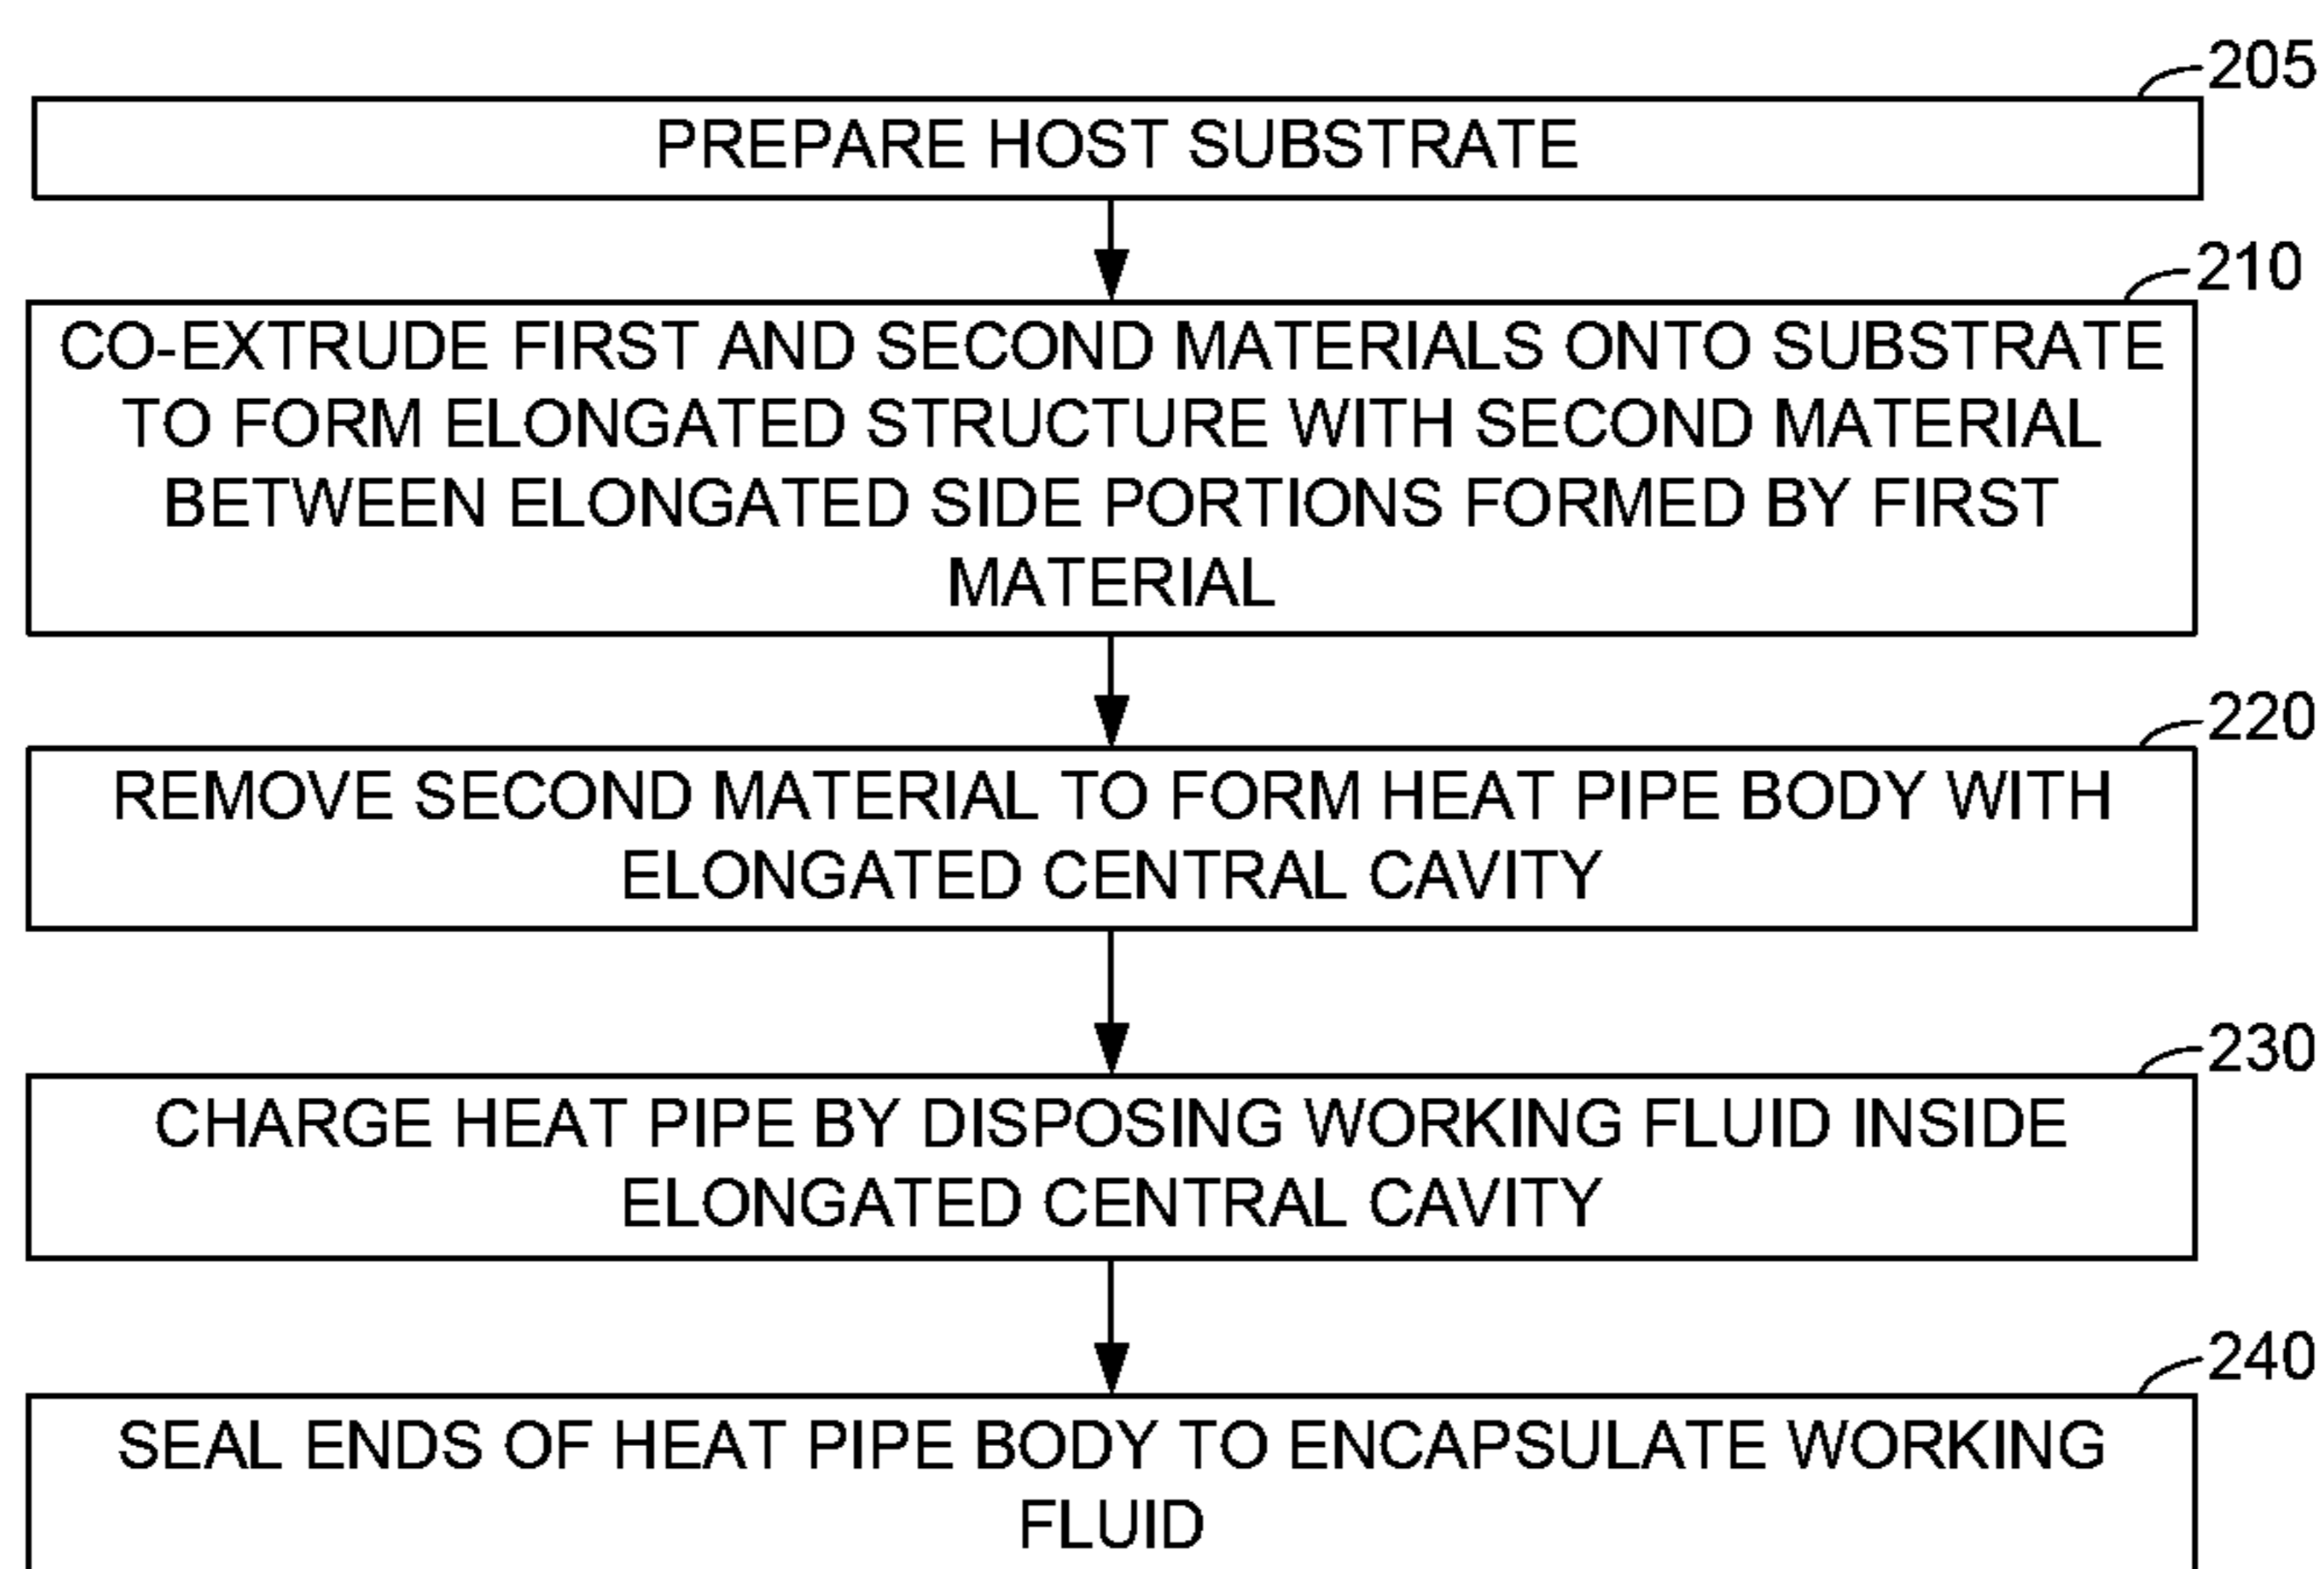 205
PREPARE HOST SUBSTRATE
210
CO-EXTRUDE FIRST AND SECOND MATERIALS ONTO SUBSTRATE
TO FORM ELONGATED STRUCTURE WITH SECOND MATERIAL
BETWEEN ELONGATED SIDE PORTIONS FORMED BY FIRST
MATERIAL
220
REMOVE SECOND MATERIAL TO FORM HEAT PIPE BODY WITH
ELONGATED CENTRAL CAVITY
230
CHARGE HEAT PIPE BY DISPOSING WORKING FLUID INSIDE
ELONGATED CENTRAL CAVITY
240
SEAL ENDS OF HEAT PIPE BODY TO ENCAPSULATE WORKING
FLUID